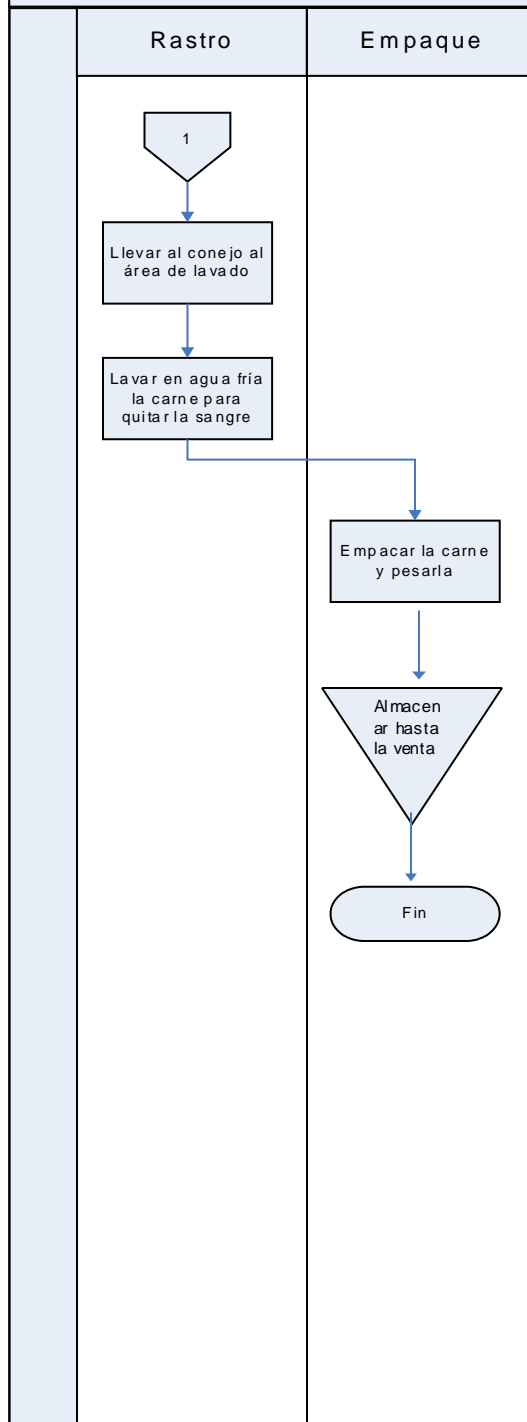 Rastro
Empaque
1
Llevar al conejo al
área de lavado
Lavar en agua fría
la carne para
quitar la sangre
Empacar la carne
y pesarla
Almacen
ar hasta
la venta
Fin